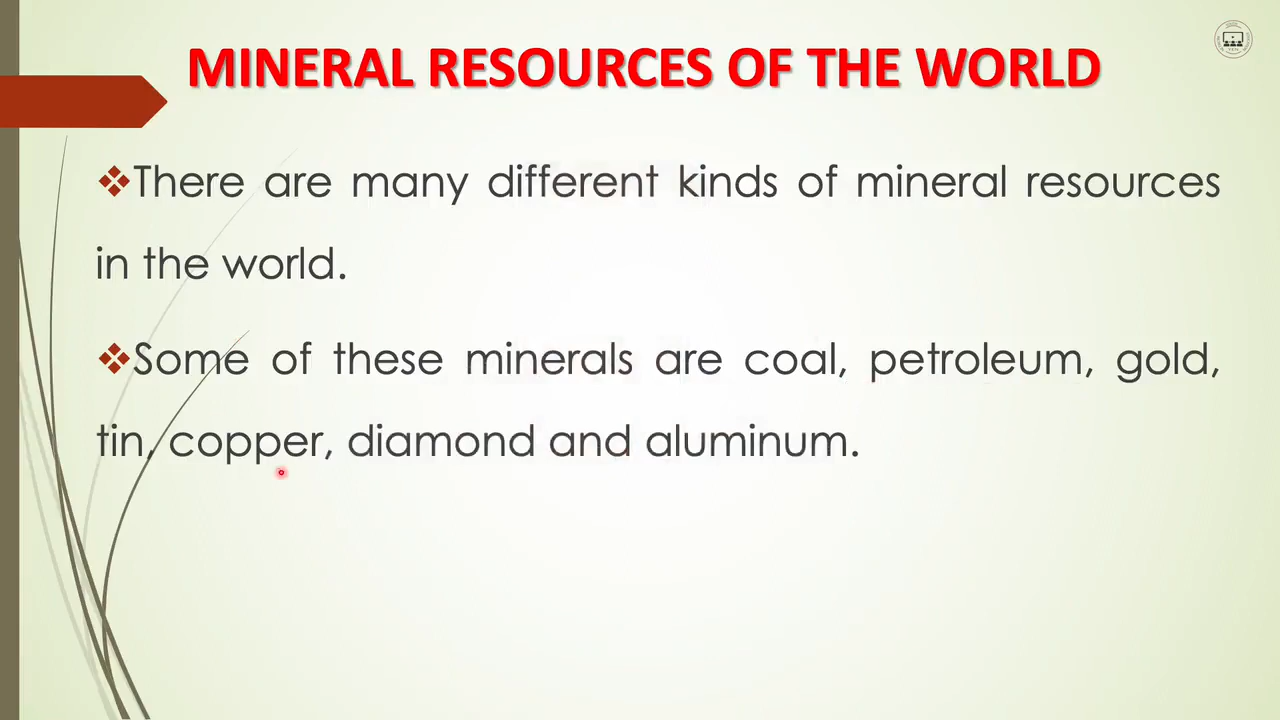 MINERAL RESOURCES OF THE WORLD
❖There are many different kinds of mineral resources
in the world.
❖Some of these minerals are coal, petroleum, gold,
tin, copper, diamond and aluminum.